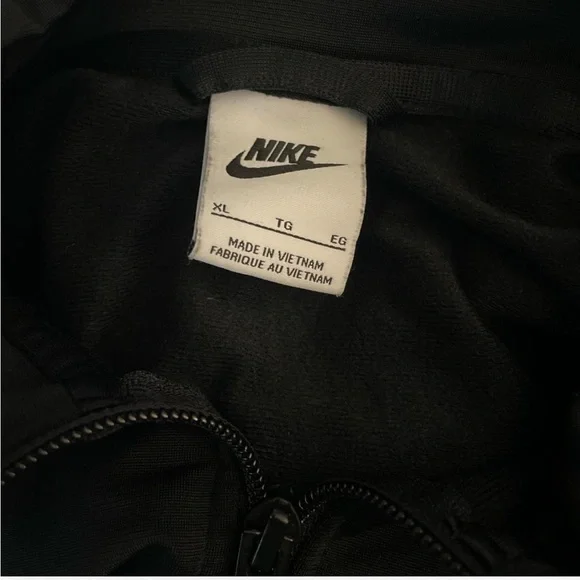 NIKE
XL TG EG
MADE IN VIETNAM
FABRIQUE AU VIETNAM